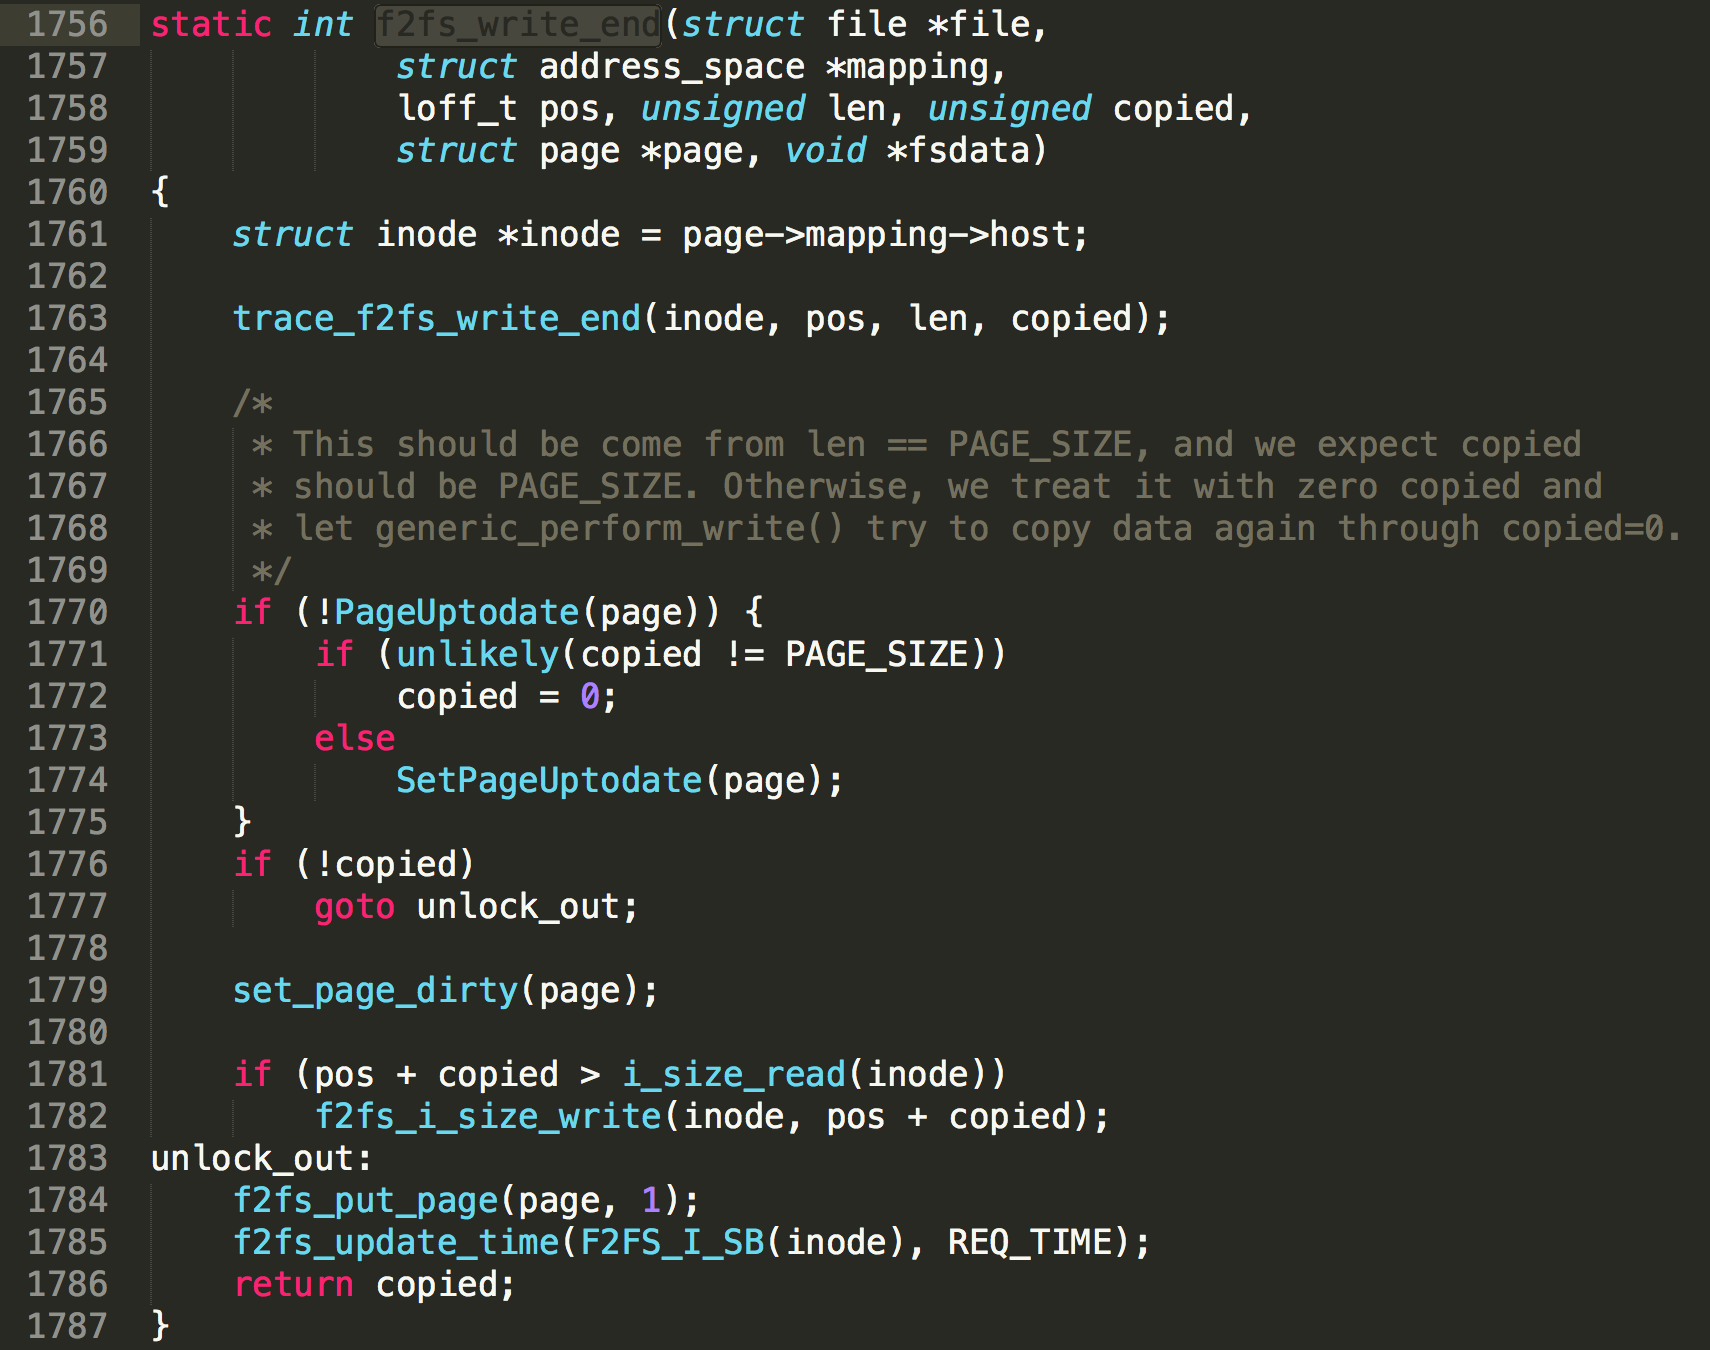 1756 static int f2fs_write_end(struct file *file,
1757 struct address_space *mapping,
1758 loff_t pos, unsigned len, unsigned copied,
1759 struct page *page, void *fsdata)
1760 {
1761 struct inode *inode = page->mapping->host;
1762
1763 trace_f2fs_write_end(inode, pos, len, copied);
1764
1765 /*
1766 * This should be come from len == PAGE_SIZE, and we expect copied
1767 * should be PAGE_SIZE. Otherwise, we treat it with zero copied and
1768 * let generic_perform_write() try to copy data again through copied=0.
1769 */
1770 if (!PageUptodate(page)) {
1771 if (unlikely(copied != PAGE_SIZE))
1772 copied = 0;
1773 else
1774 SetPageUptodate(page);
1775 }
1776 if (!copied)
1777 goto unlock_out;
1778
1779 set_page_dirty(page);
1780
1781 if (pos + copied > i_size_read(inode))
1782 f2fs_i_size_write(inode, pos + copied);
1783 unlock_out:
1784 f2fs_put_page(page, 1);
1785 f2fs_update_time(F2FS_I_SB(inode), REQ_TIME);
1786 return copied;
1787 }